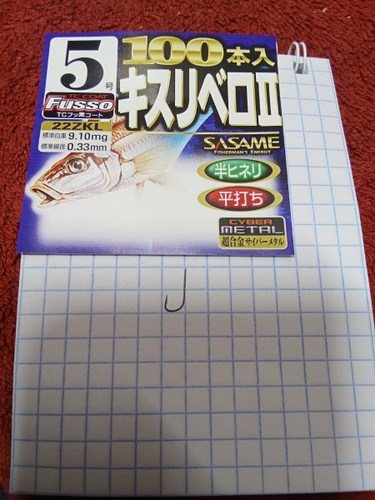 5号
100本入
TC COAT
Fusso
TCフッ素コート
キスリベロII
22ZKL
標準自重 9.10mg
標準線径 0.33mm
SASAME
FISHERMAN'S ENERGY
半ヒネリ
平打ち
CYBER
METAL
超合金サイバーメタル